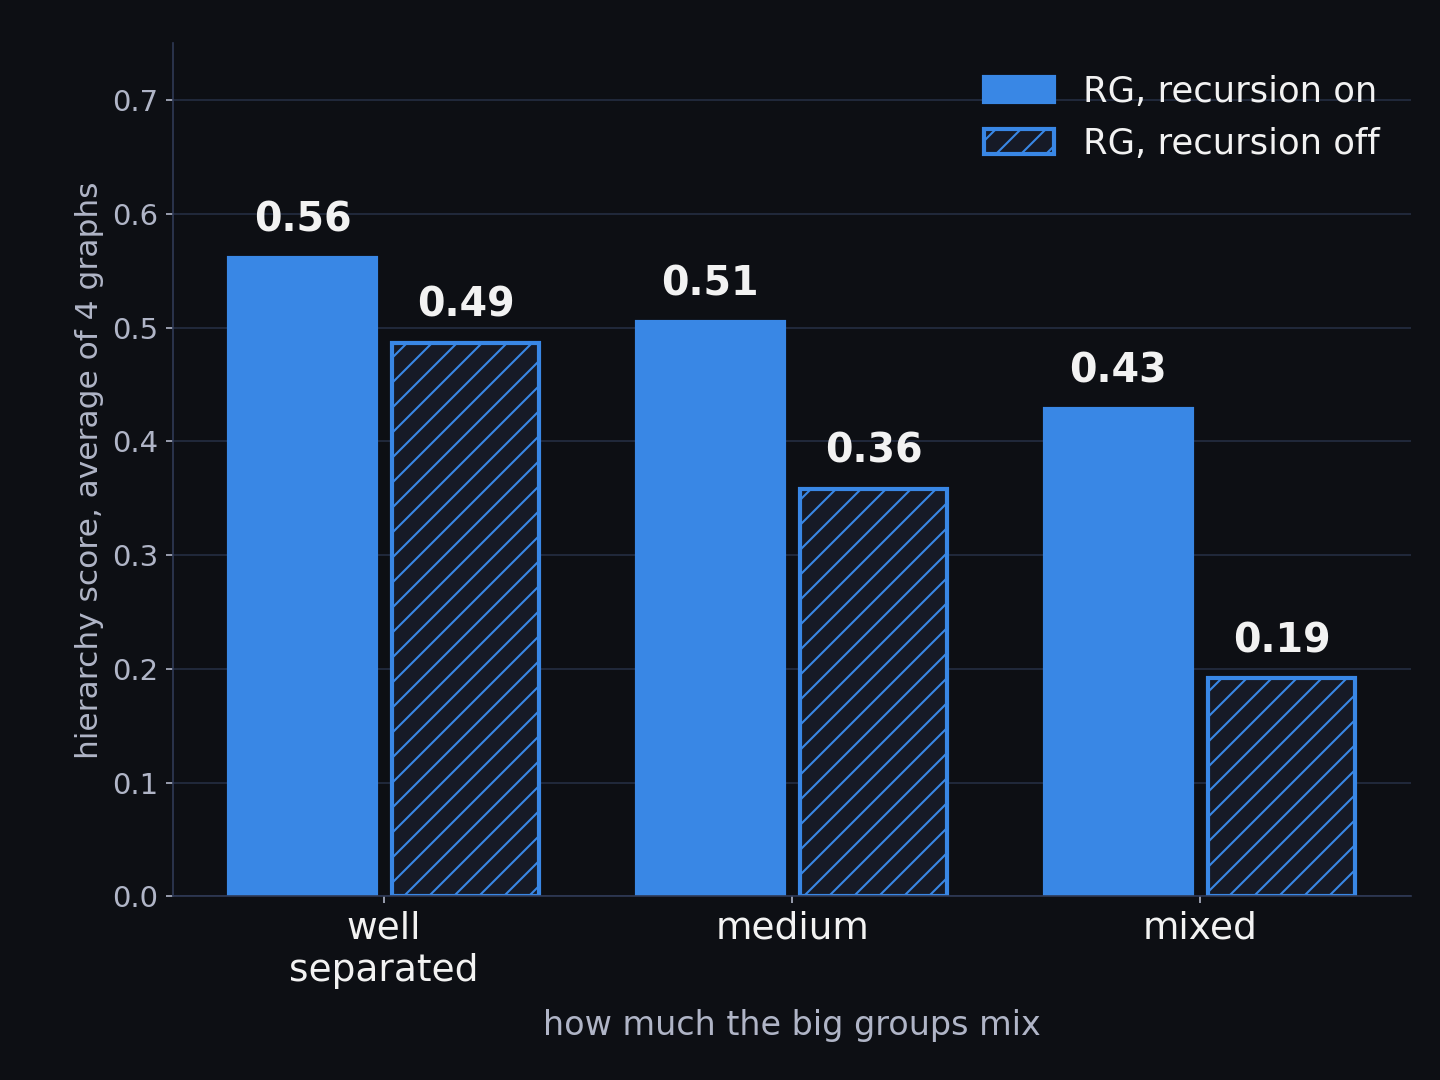 RG, recursion on
RG, recursion off
hierarchy score, average of 4 graphs
0.7
0.6
0.5
0.4
0.3
0.2
0.1
0.0
0.56
0.49
0.51
0.36
0.43
0.19
well
separated
medium
mixed
how much the big groups mix